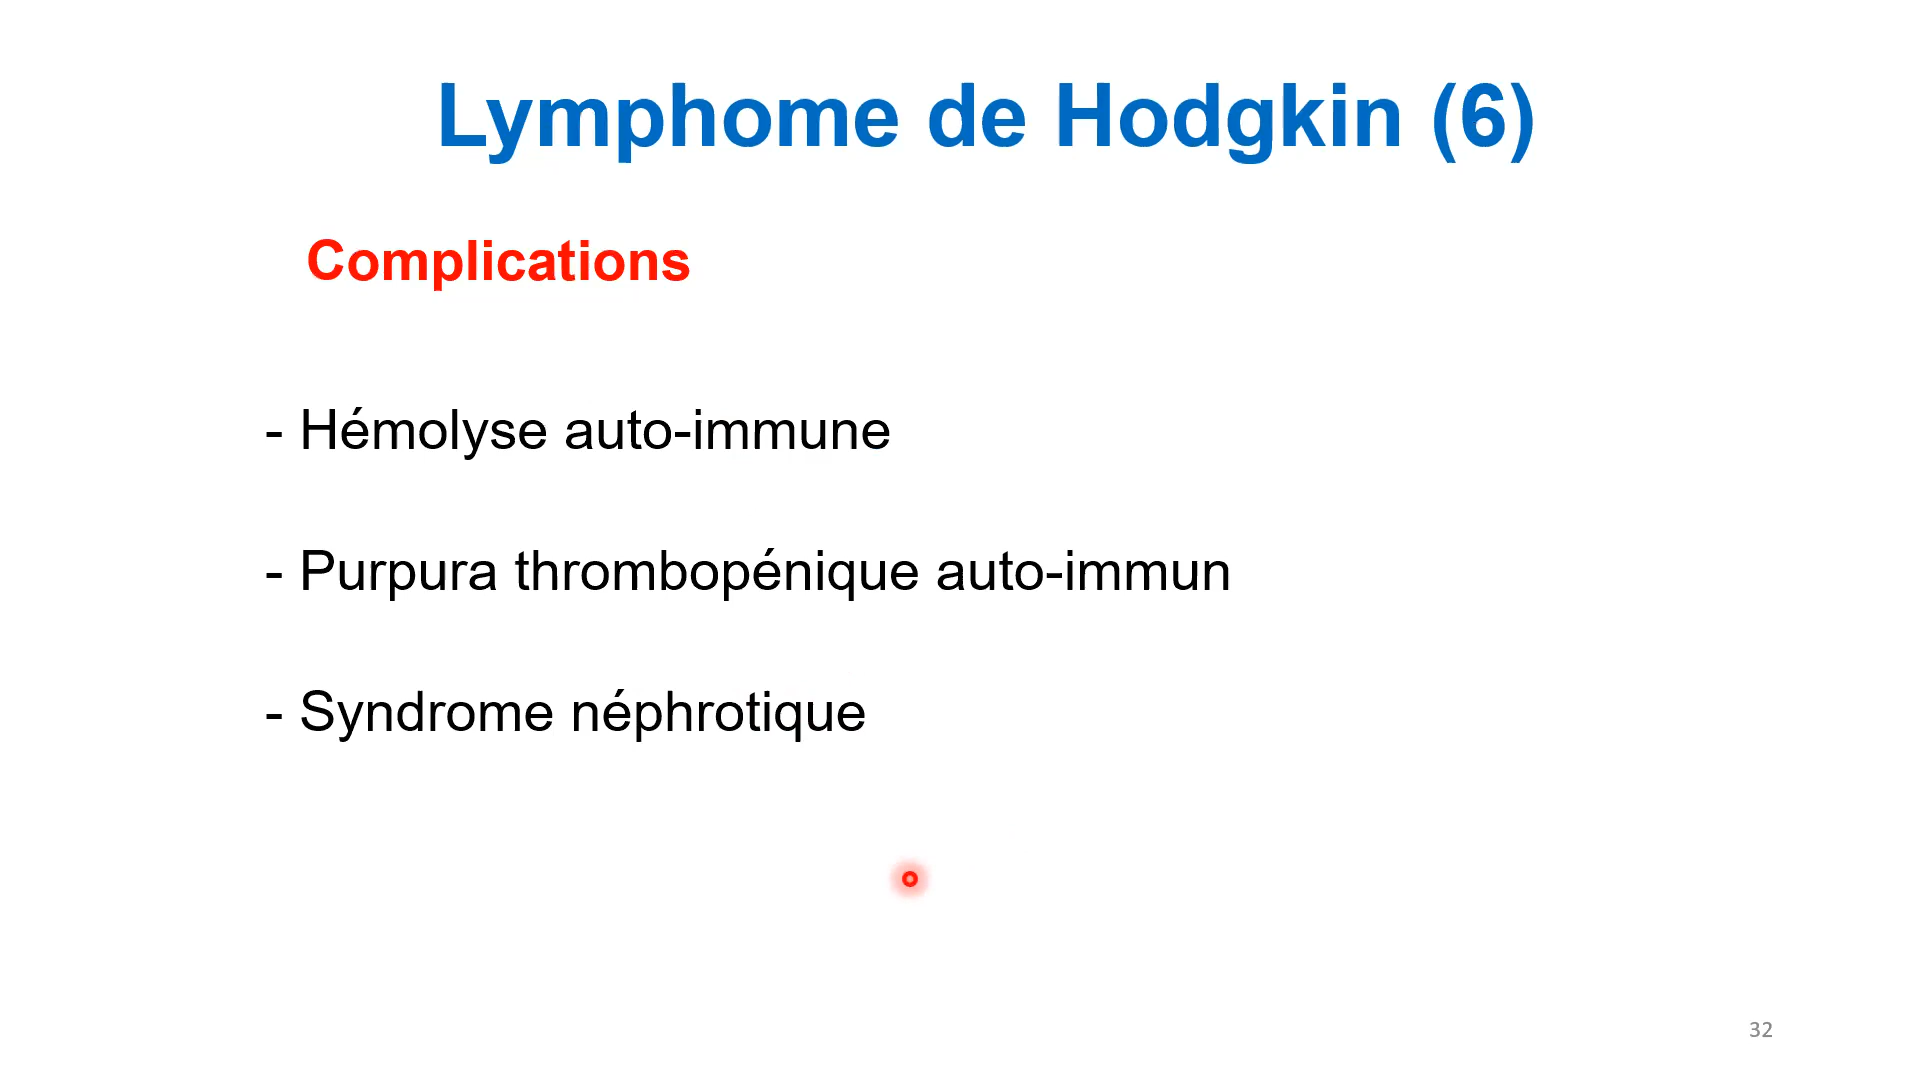 Lymphome de Hodgkin (6)
Complications
- Hémolyse auto-immune
- Purpura thrombopénique auto-immun
- Syndrome néphrotique
32